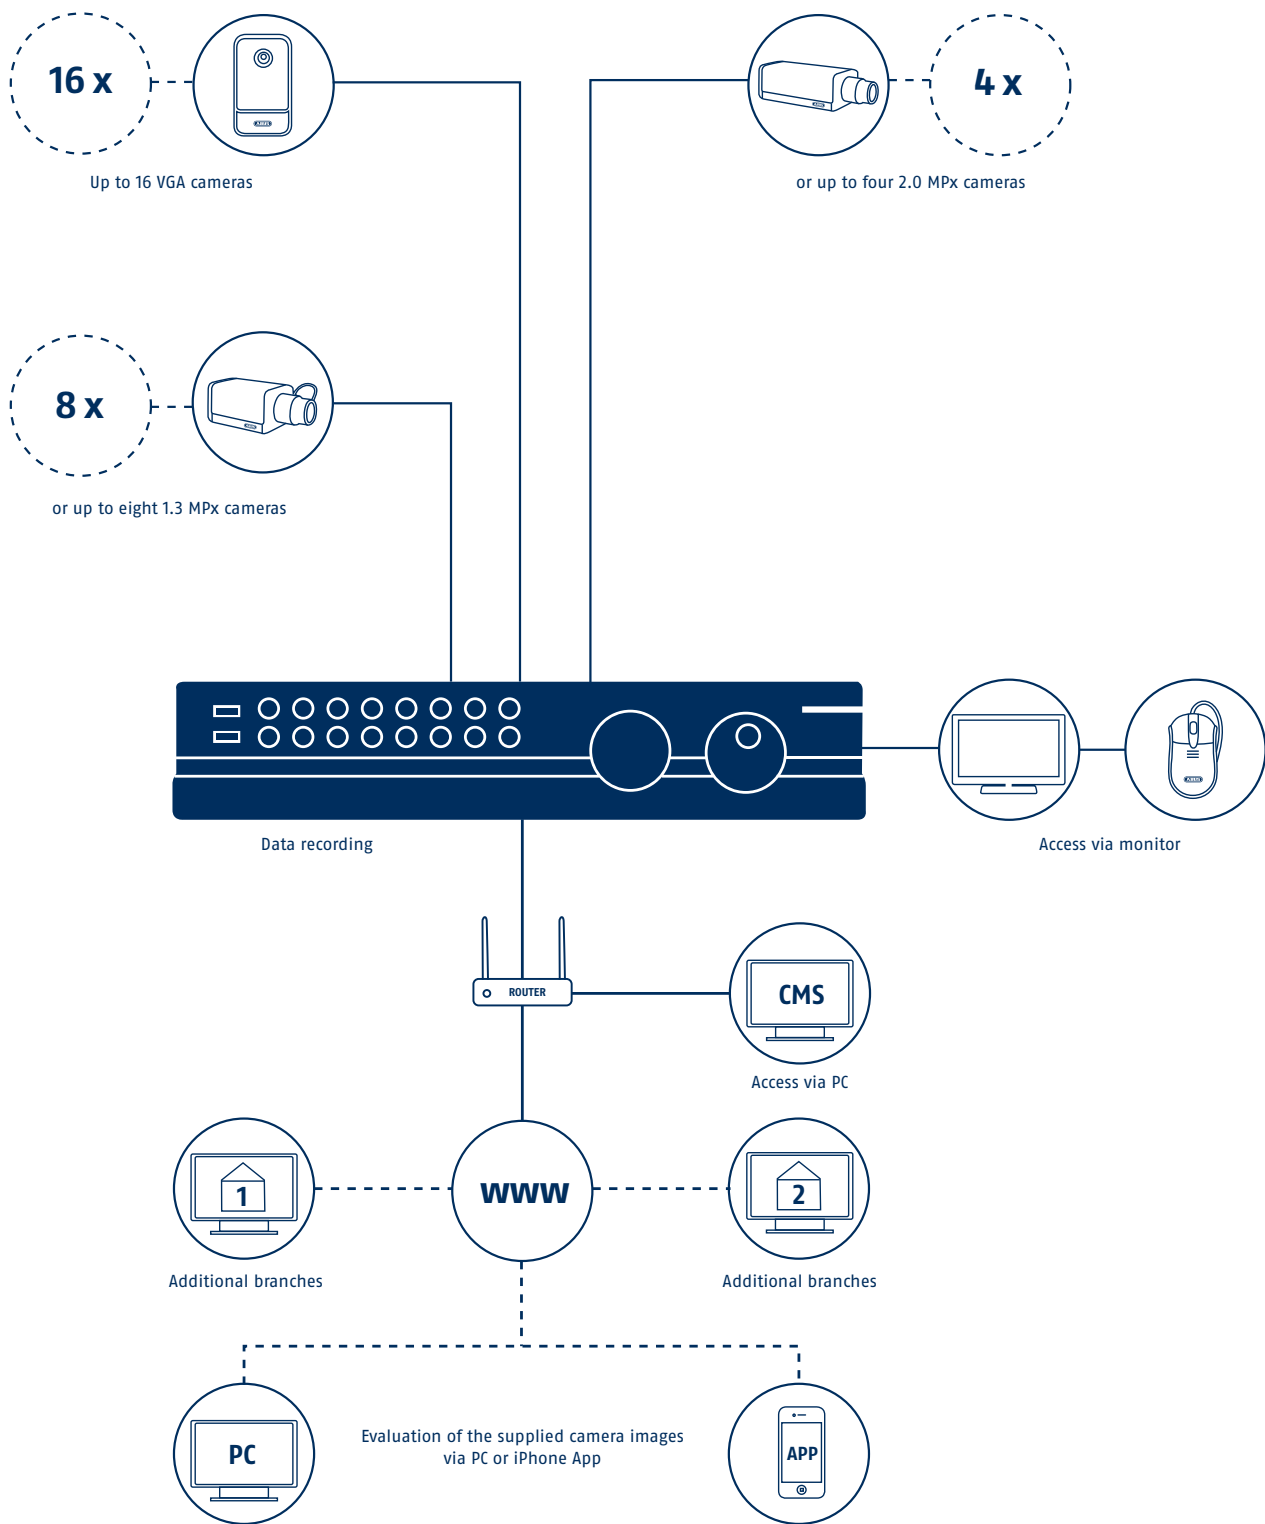 16 x
4 x
Up to 16 VGA cameras
or up to four 2.0 MPx cameras
8 x
or up to eight 1.3 MPx cameras
Data recording
Access via monitor
ROUTER
CMS
Access via PC
1
www
2
Additional branches
Additional branches
PC
Evaluation of the supplied camera images
via PC or iPhone App
APP